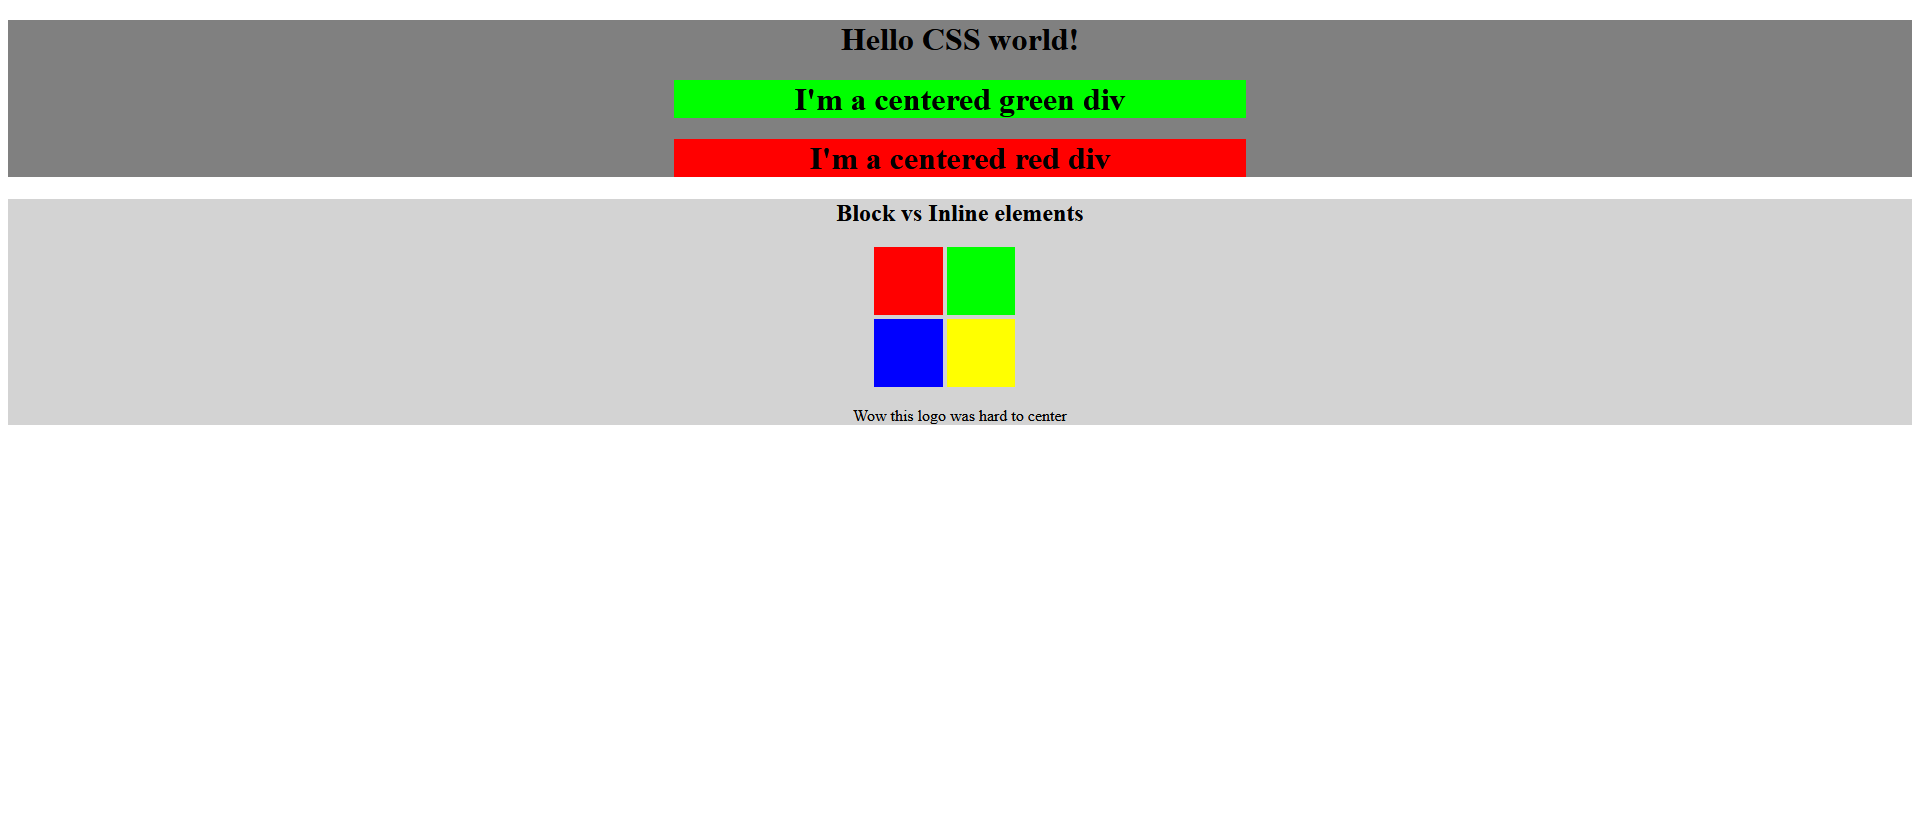 Hello CSS world!
I'm a centered green div
I'm a centered red div
Block vs Inline elements
Wow this logo was hard to center